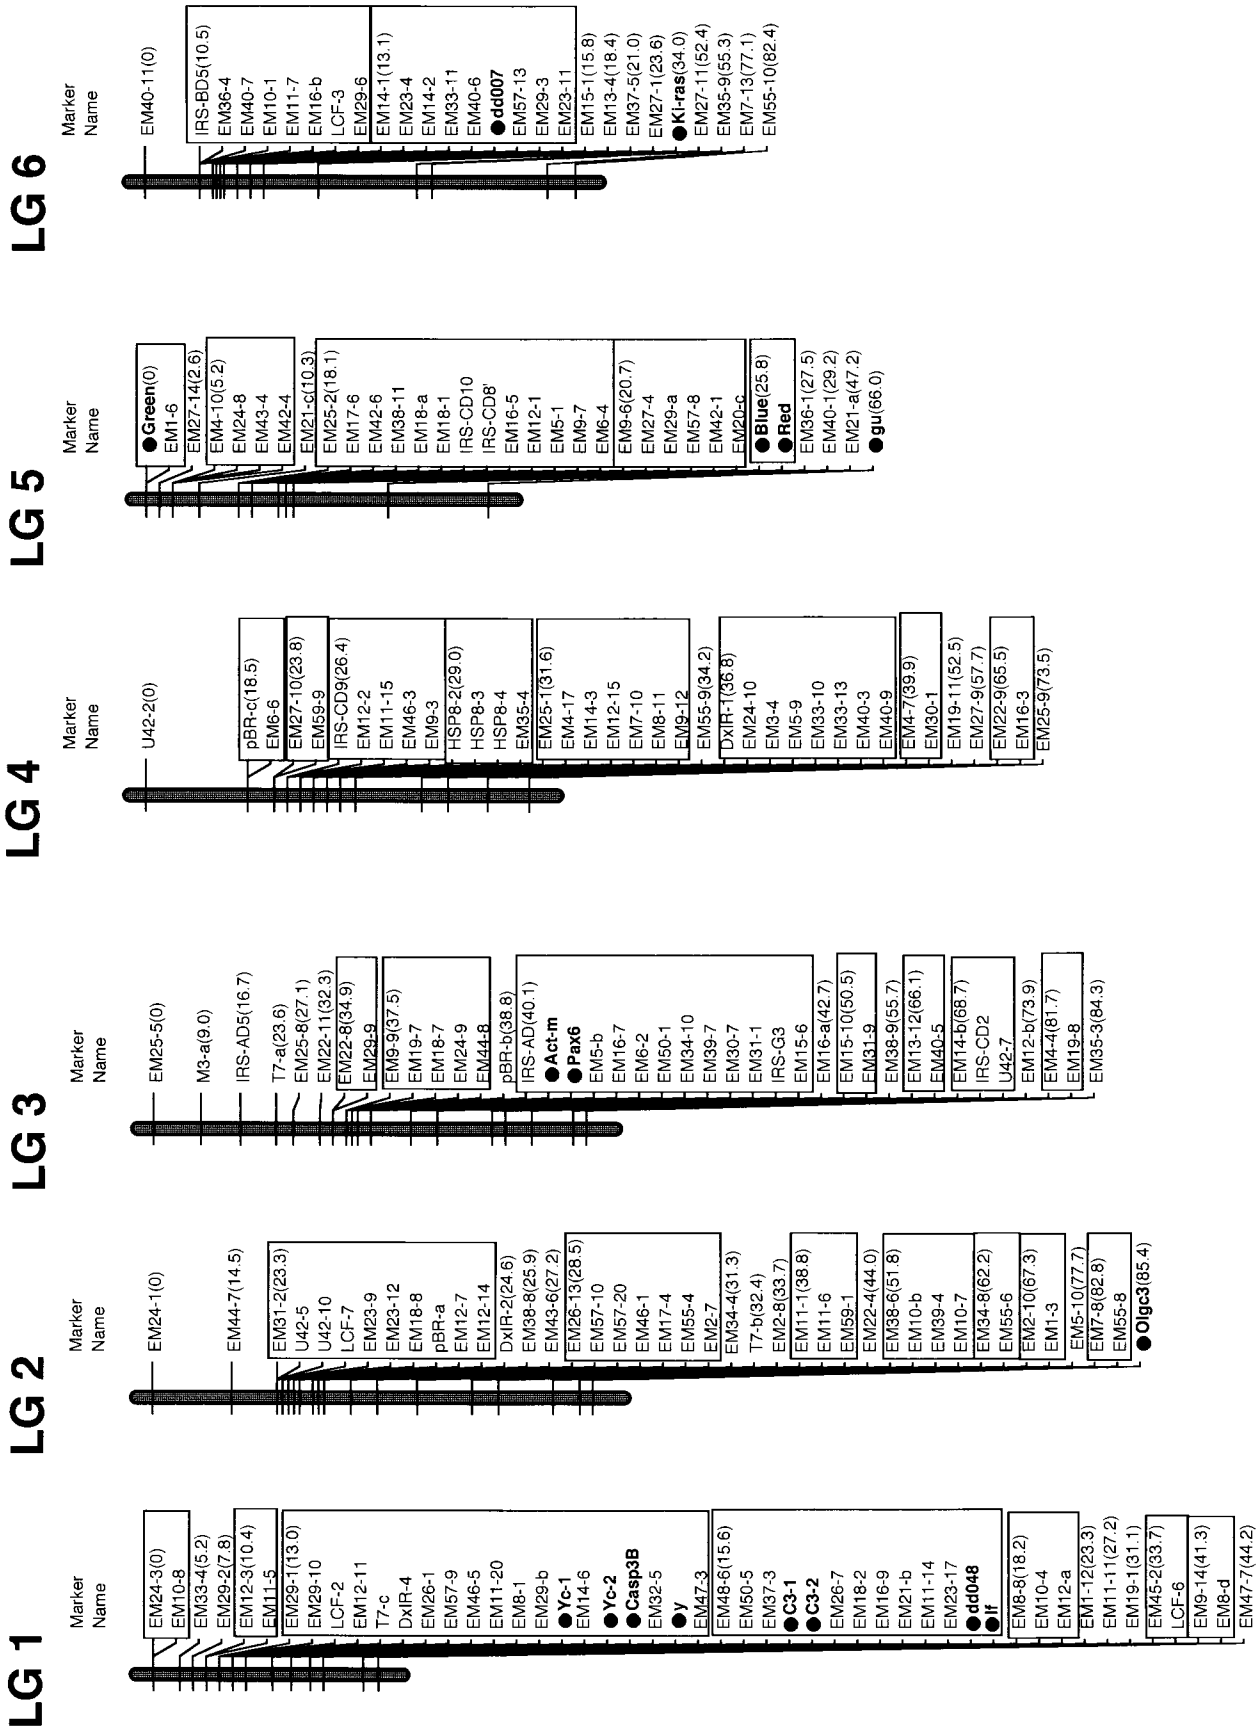 LG 1
Marker
Name
EM24-3(0)
EM10-8
EM33-4(5.2)
EM29-2(7.8)
EM12-3(10.4)
EM11-5
EM29-1(13.0)
EM29-10
LCF-2
EM12-11
T7-c
DxIR-4
EM26-1
EM57-9
EM46-5
EM11-20
EM8-1
EM29-b
●Yc-1
EM14-6
●Yc-2
●Casp3B
EM32-5
●y
EM47-3
EM48-6(15.6)
EM50-5
EM37-3
●C3-1
●C3-2
EM26-7
EM18-2
EM16-9
EM21-b
EM11-14
EM23-17
●dd048
●lf
EM8-8(18.2)
EM10-4
EM12-a
EM11-12(23.3)
EM11-11(27.2)
EM19-1(31.1)
EM45-2(33.7)
LCF-6
EM9-14(41.3)
EM8-d
EM47-7(44.2)
LG 2
Marker
Name
EM24-1(0)
EM44-7(14.5)
EM31-2(23.3)
U42-5
U42-10
LCF-7
EM23-9
EM23-12
EM18-8
pBR-a
EM12-7
EM12-14
DxIR-2(24.6)
EM38-8(25.9)
EM43-6(27.2)
EM26-13(28.5)
EM57-10
EM57-20
EM46-1
EM17-4
EM55-4
EM2-7
EM34-4(31.3)
T7-b(32.4)
EM2-8(33.7)
EM11-1(38.8)
EM11-6
EM59-1
EM22-4(44.0)
EM38-6(51.8)
EM10-b
EM39-4
EM10-7
EM34-8(62.2)
EM55-6
EM2-10(67.3)
EM1-3
EM5-10(77.7)
EM7-8(82.8)
EM55-8
●Olgc3(85.4)
LG 3
Marker
Name
EM25-5(0)
M3-a(9.0)
IRS-AD5(16.7)
T7-a(23.6)
EM25-8(27.1)
EM22-11(32.3)
EM22-8(34.9)
EM29-9
EM9-9(37.5)
EM19-7
EM18-7
EM24-9
EM44-8
pBR-b(38.8)
IRS-AD(40.1)
●Act-m
●Pax6
EM5-b
EM16-7
EM6-2
EM50-1
EM34-10
EM39-7
EM30-7
EM31-1
IRS-G3
EM15-6
EM16-a(42.7)
EM15-10(50.5)
EM31-9
EM38-9(55.7)
EM13-12(66.1)
EM40-5
EM14-b(68.7)
IRS-CD2
U42-7
EM12-b(73.9)
EM4-4(81.7)
EM19-8
EM35-3(84.3)
LG 4
Marker
Name
U42-2(0)
pBR-c(18.5)
EM6-6
EM27-10(23.8)
EM59-9
IRS-CD9(26.4)
EM12-2
EM11-15
EM46-3
EM9-3
HSP8-2(29.0)
HSP8-3
HSP8-4
EM35-4
EM25-1(31.6)
EM4-17
EM14-3
EM12-15
EM7-10
EM8-11
EM9-12
EM55-9(34.2)
DxIR-1(36.8)
EM24-10
EM3-4
EM5-9
EM33-10
EM33-13
EM40-3
EM40-9
EM4-7(39.9)
EM30-1
EM19-11(52.5)
EM27-9(57.7)
EM22-9(65.5)
EM16-3
EM25-9(73.5)
LG 5
Marker
Name
●Green(0)
EM1-6
EM27-14(2.6)
EM4-10(5.2)
EM24-8
EM43-4
EM42-4
EM21-c(10.3)
EM25-2(18.1)
EM17-6
EM42-6
EM38-11
EM18-a
EM18-1
IRS-CD10
IRS-CD8'
EM16-5
EM12-1
EM5-1
EM9-7
EM6-4
EM9-6(20.7)
EM27-4
EM29-a
EM57-8
EM42-1
EM20-c
●Blue(25.8)
●Red
EM36-1(27.5)
EM40-1(29.2)
EM21-a(47.2)
●gu(66.0)
LG 6
Marker
Name
EM40-11(0)
IRS-BD5(10.5)
EM36-4
EM40-7
EM10-1
EM11-7
EM16-b
LCF-3
EM29-6
EM14-1(13.1)
EM23-4
EM14-2
EM33-11
EM40-6
●dd007
EM57-13
EM29-3
EM23-11
EM15-1(15.8)
EM13-4(18.4)
EM37-5(21.0)
EM27-1(23.6)
●Ki-ras(34.0)
EM27-11(52.4)
EM35-9(55.3)
EM7-13(77.1)
EM55-10(82.4)